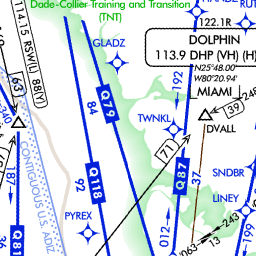 Dade-Collier Training and Transition
(TNT)
122.1R
GLADZ
DOLPHIN
113.9 DHP (VH) (H)
N25°48.00'
W80°20.94'
MIAMI
114.15 RSW(L) 88(Y)
63
192
Q79
84
TWNKL
39
DVALL
71
CONTIGUOUS U.S. ADIZ
187
Q81
Q118
92
Q87
37
SNDBR
LINEY
PYREX
012
063
13
243
199
36